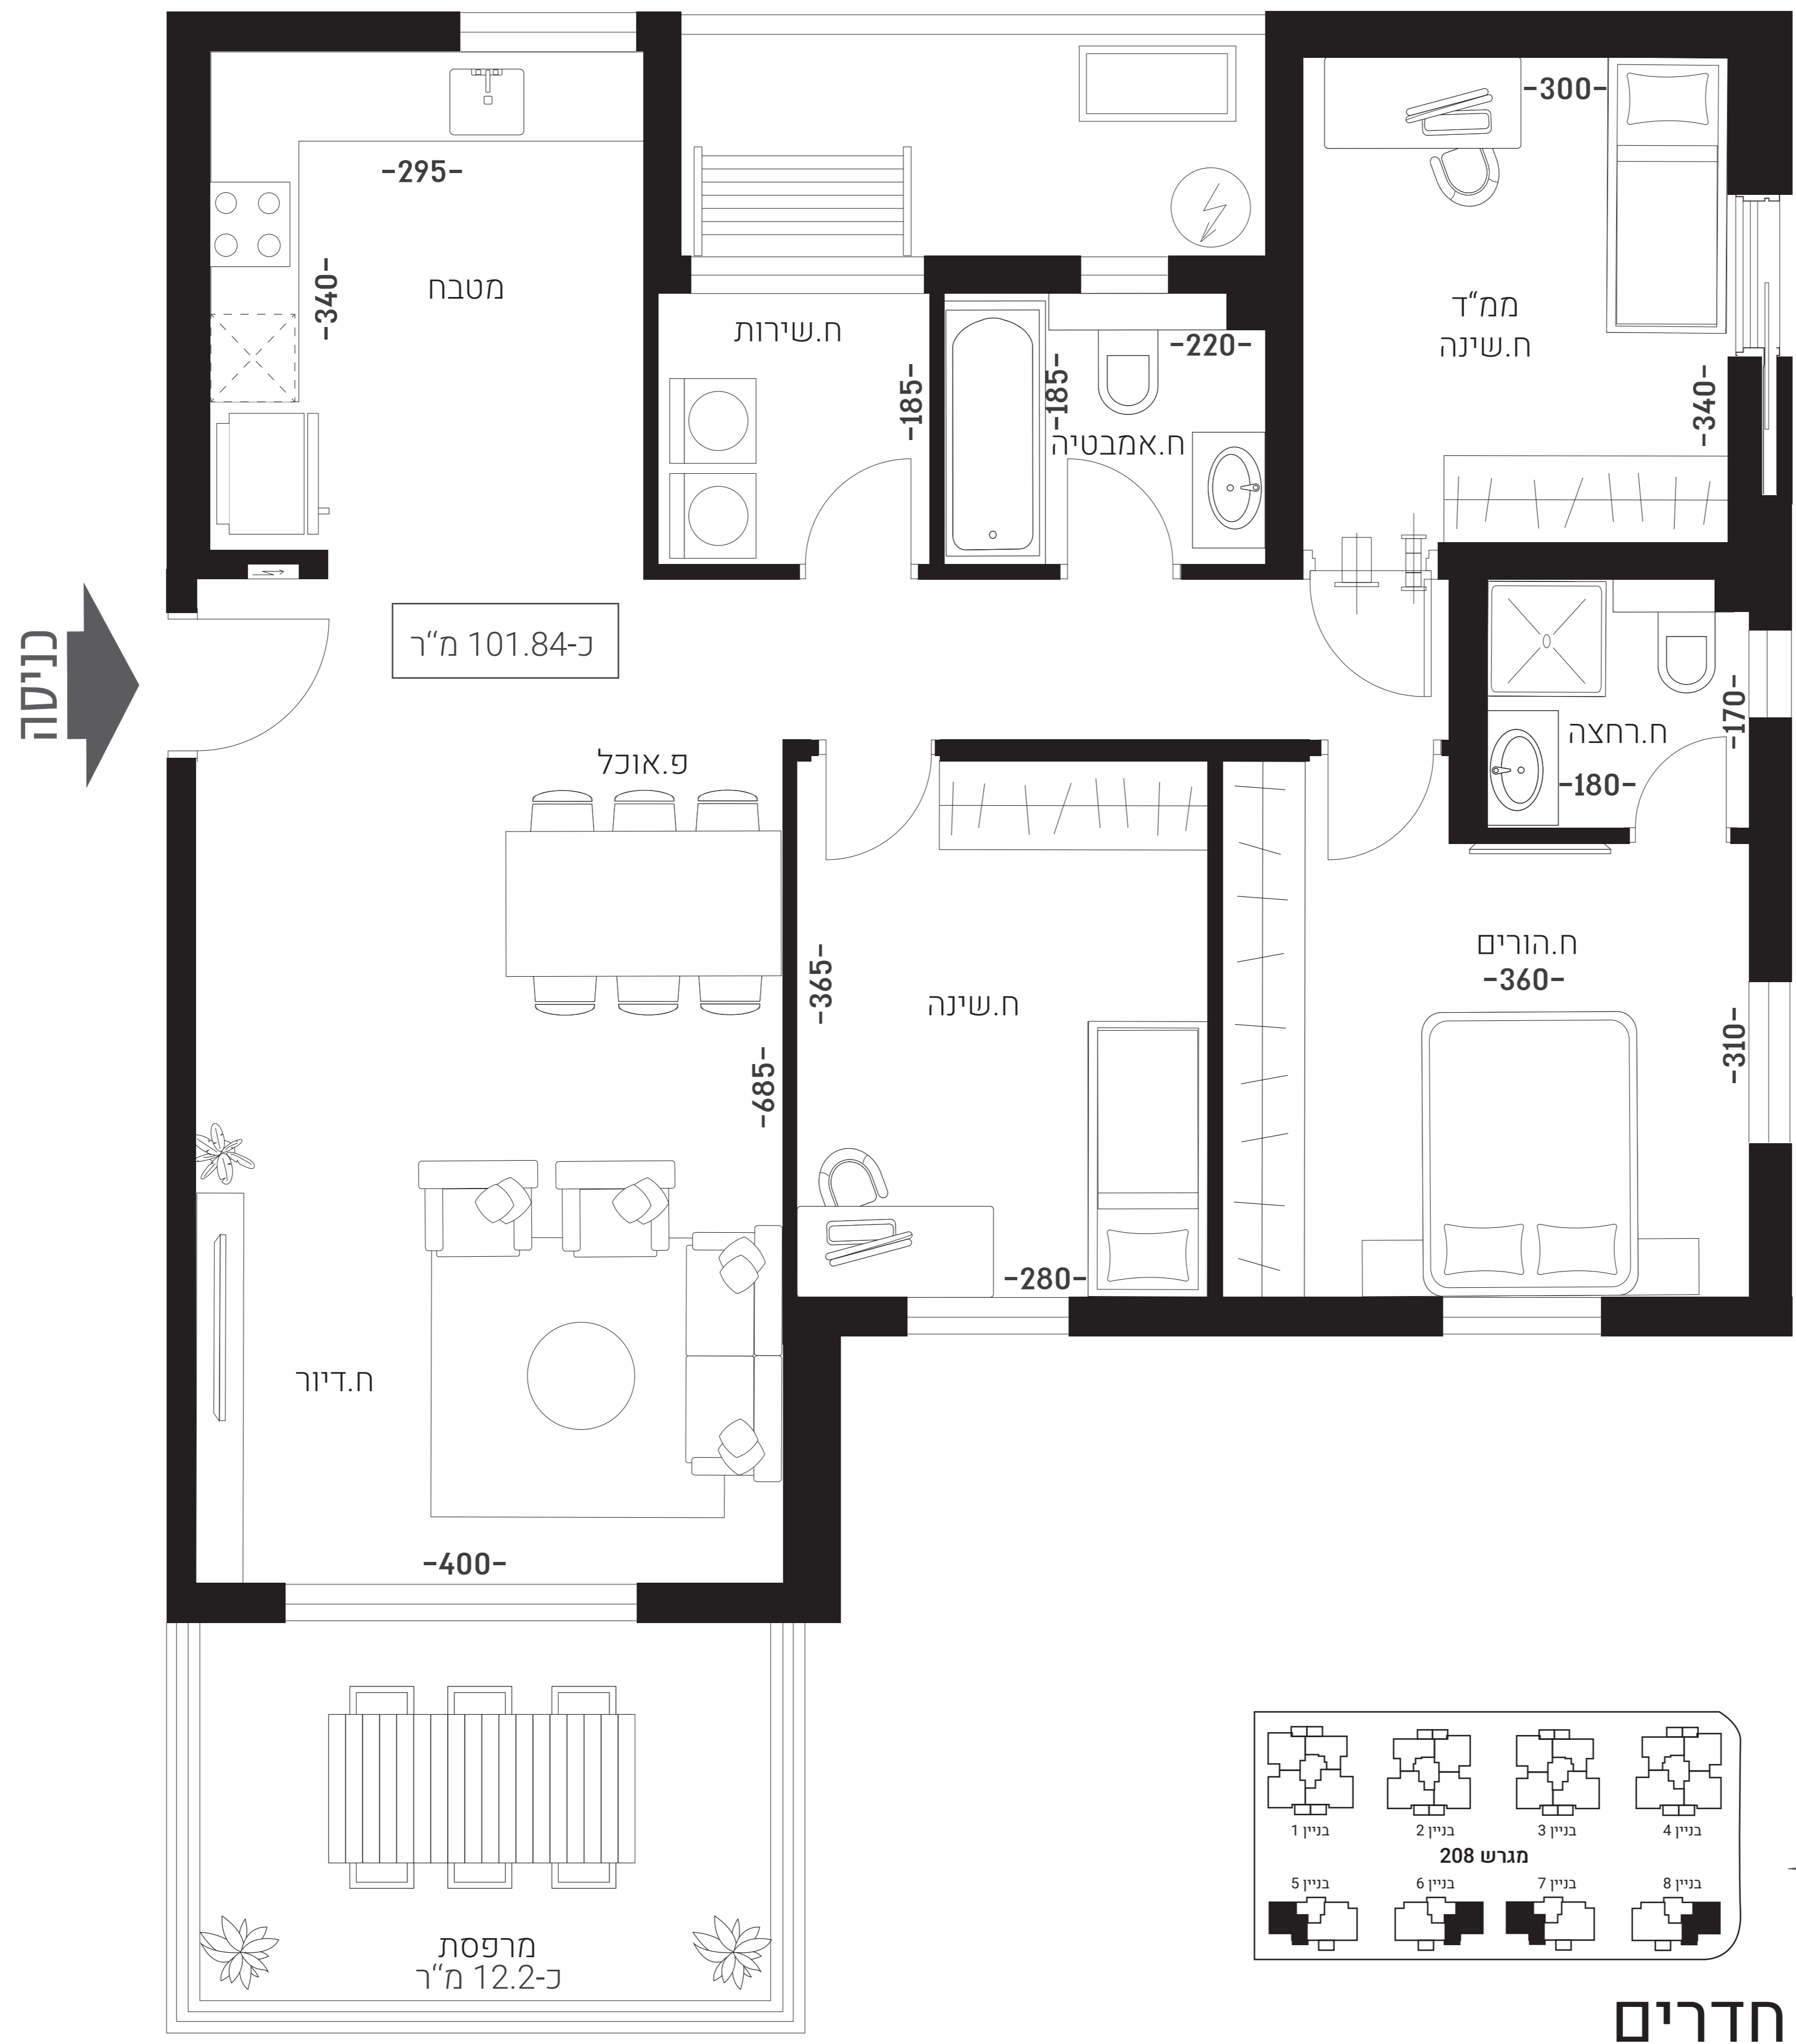 -300-
-295-
-340-
מטבח
ח.שירות
-185-
-185-
-220-
ח.אמבטיה
ממ“ד
ח.שינה
-340-
כניסה
כ-101.84 מ“ר
פ.אוכל
ח.רחצה
-180-
-170-
-365-
ח.שינה
-685-
ח.הורים
-360-
-310-
-280-
ח.דיור
-400-
מרפסת
כ-12.2 מ“ר
בניין 1
בניין 2
בניין 3
בניין 4
מגרש 208
בניין 5
בניין 6
בניין 7
בניין 8
חדרים